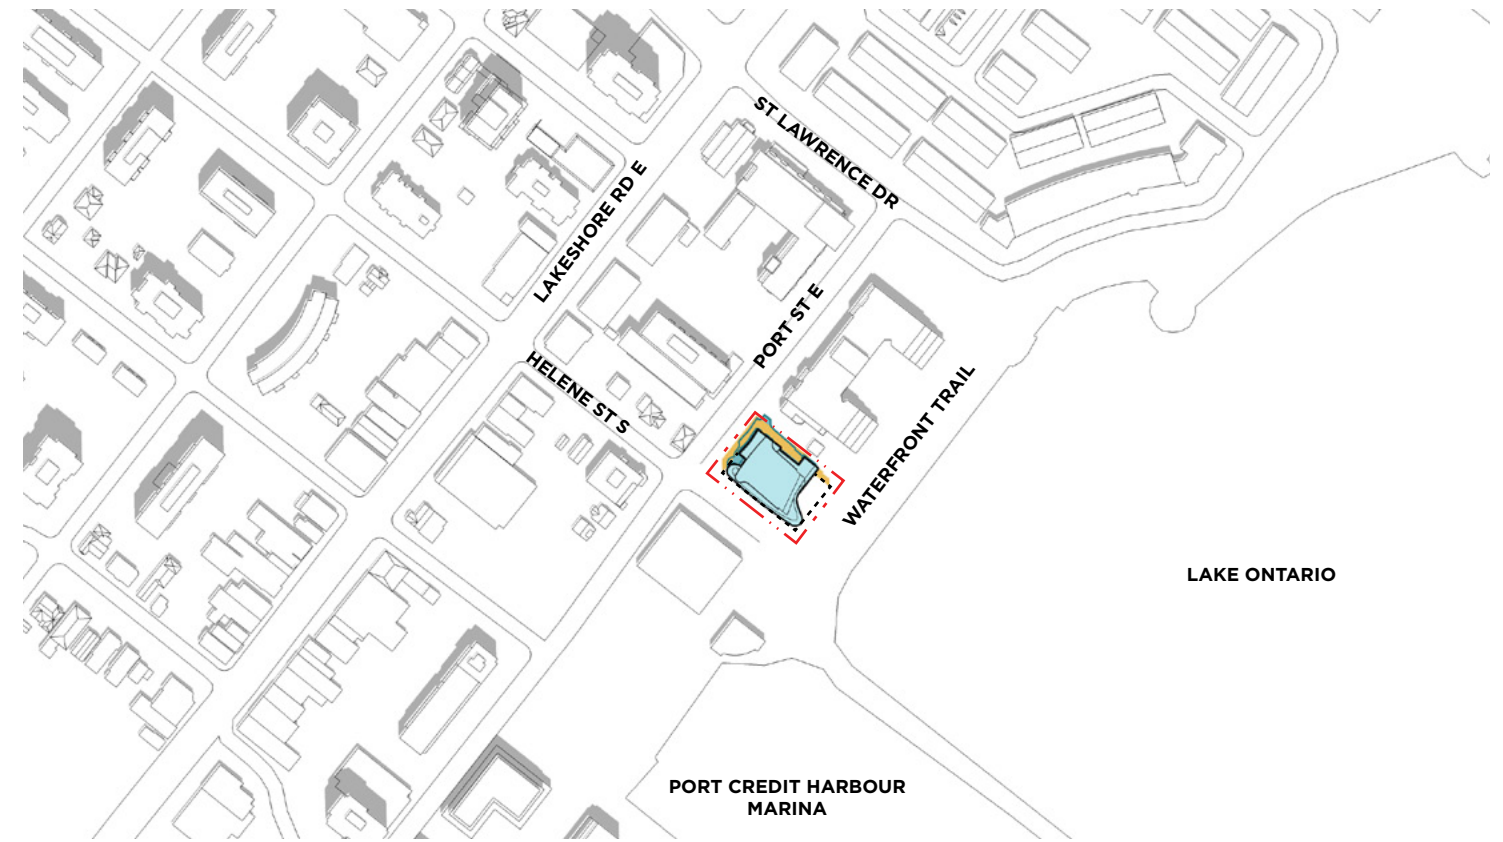 ST LAWRENCE DR
LAKESHORE RD E
PORT ST E
HELENE ST S
WATERFRONT TRAIL
LAKE ONTARIO
PORT CREDIT HARBOUR
MARINA